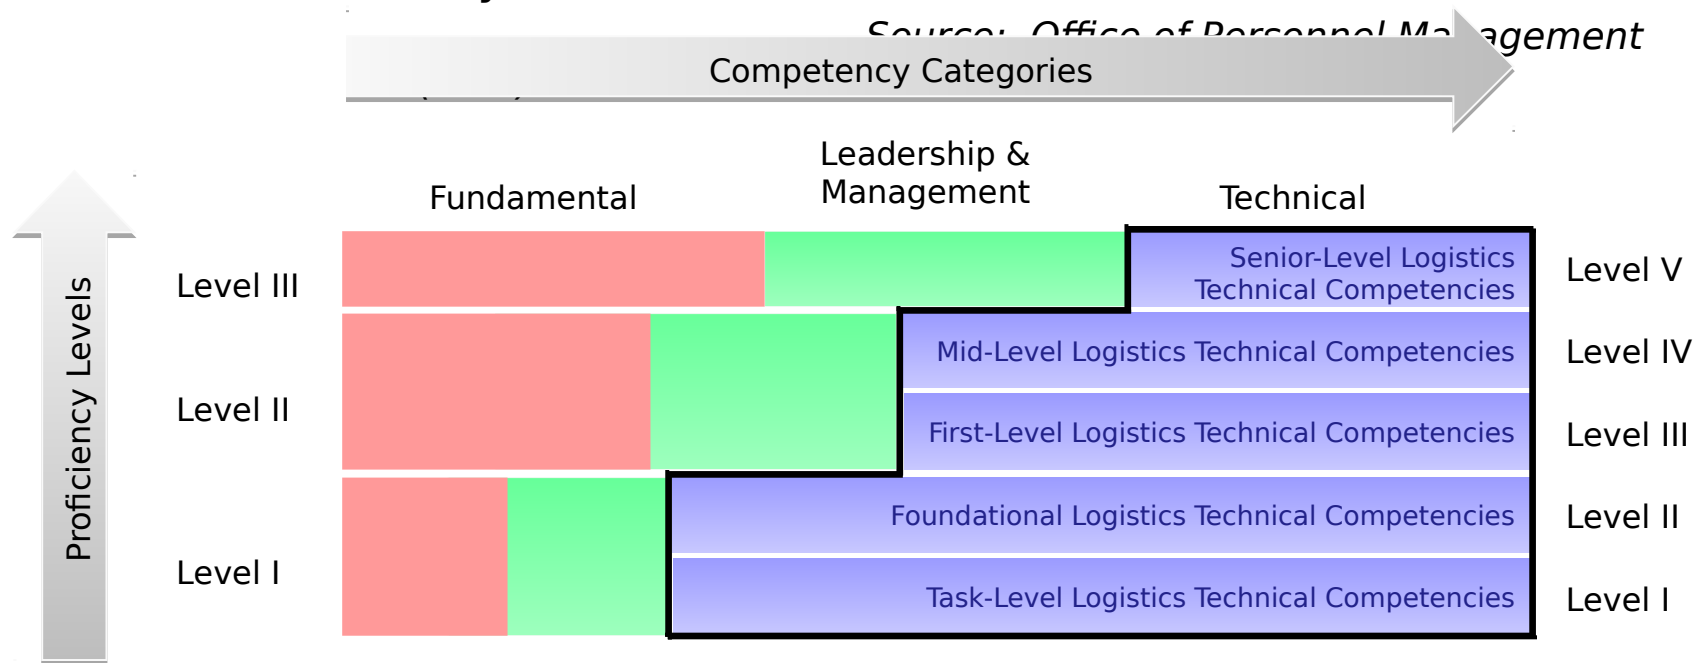 Source: Office of Personnel Management
Competency Categories
Leadership &
Management
Fundamental
Technical
Proficiency Levels
Level III
Level II
Level I
Senior-Level Logistics
Technical Competencies
Mid-Level Logistics Technical Competencies
First-Level Logistics Technical Competencies
Foundational Logistics Technical Competencies
Task-Level Logistics Technical Competencies
Level V
Level IV
Level III
Level II
Level I